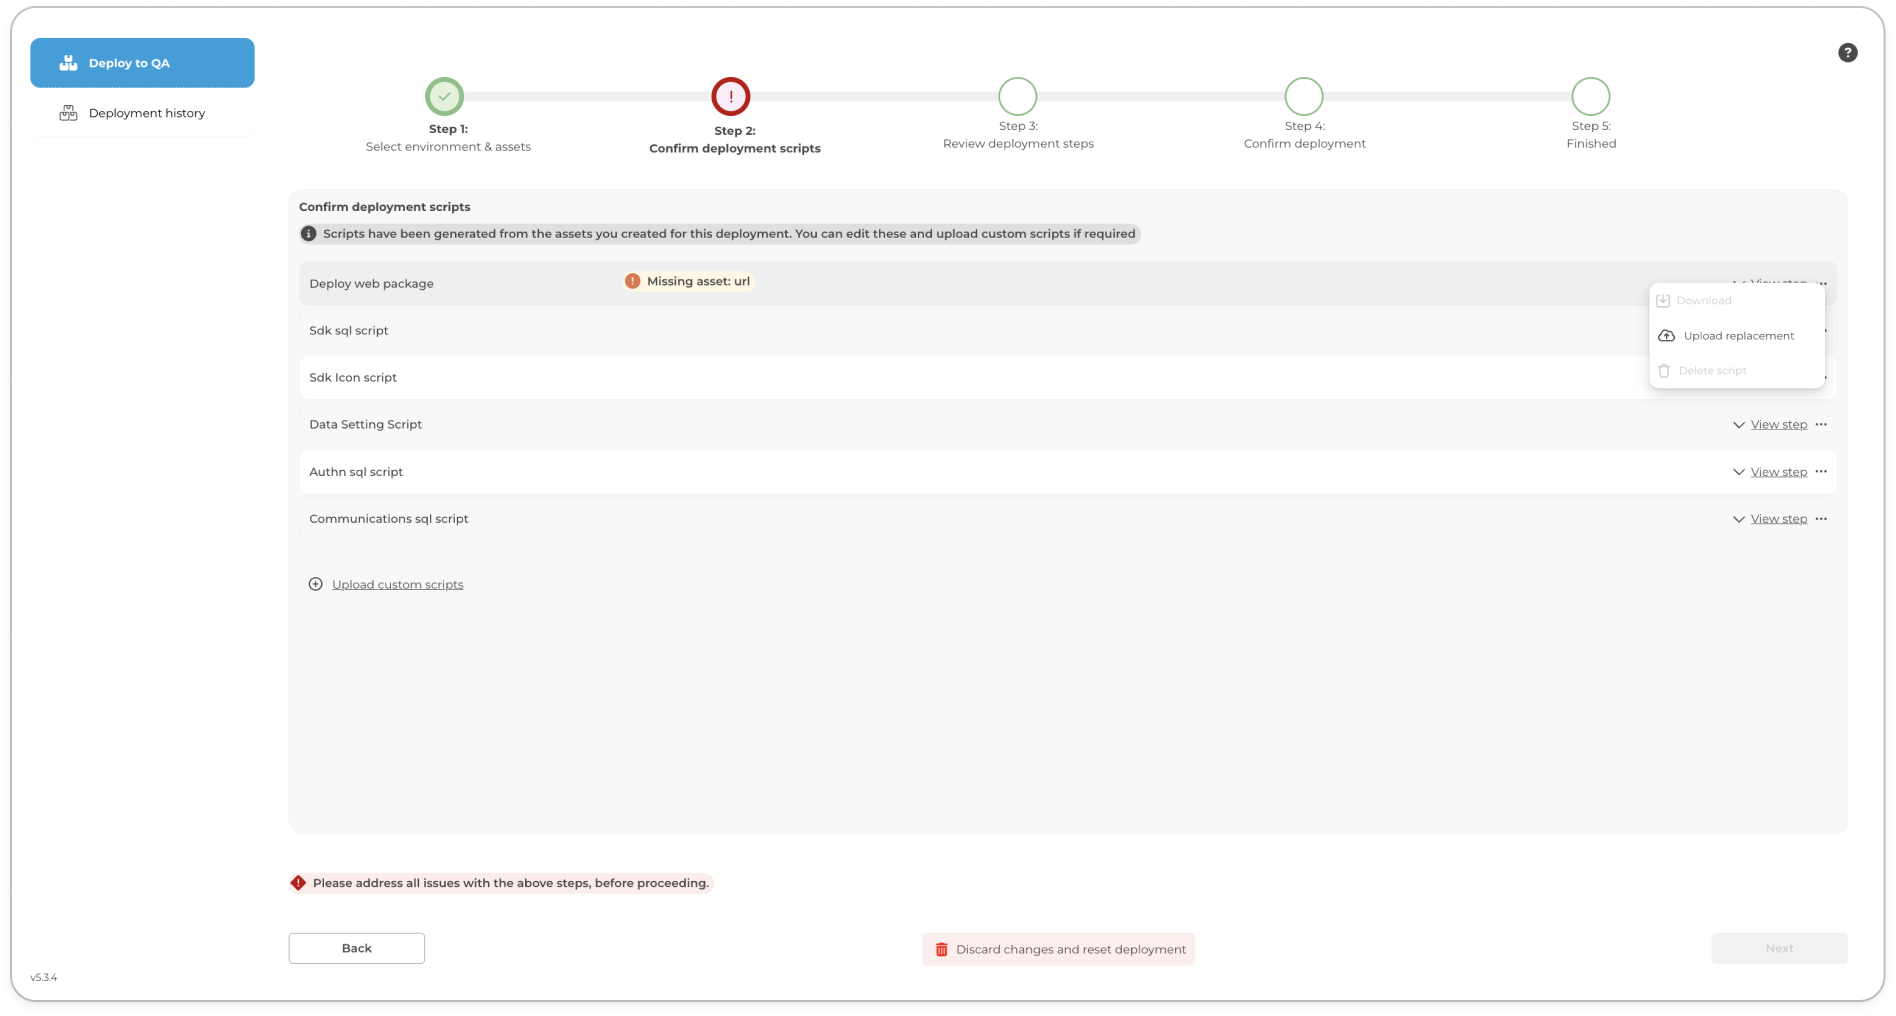 Deploy to QA
Deployment history
?
Step 1:
Select environment & assets
!
Step 2:
Confirm deployment scripts
Step 3:
Review deployment steps
Step 4:
Confirm deployment
Step 5:
Finished
Confirm deployment scripts
Scripts have been generated from the assets you created for this deployment. You can edit these and upload custom scripts if required
Deploy web package
Missing asset: url
View step
Download
Upload replacement
Delete script
Sdk sql script
Sdk Icon script
Data Setting Script
View step
Authn sql script
View step
Communications sql script
View step
Upload custom scripts
Please address all issues with the above steps, before proceeding.
Back
Discard changes and reset deployment
Next
v5.3.4